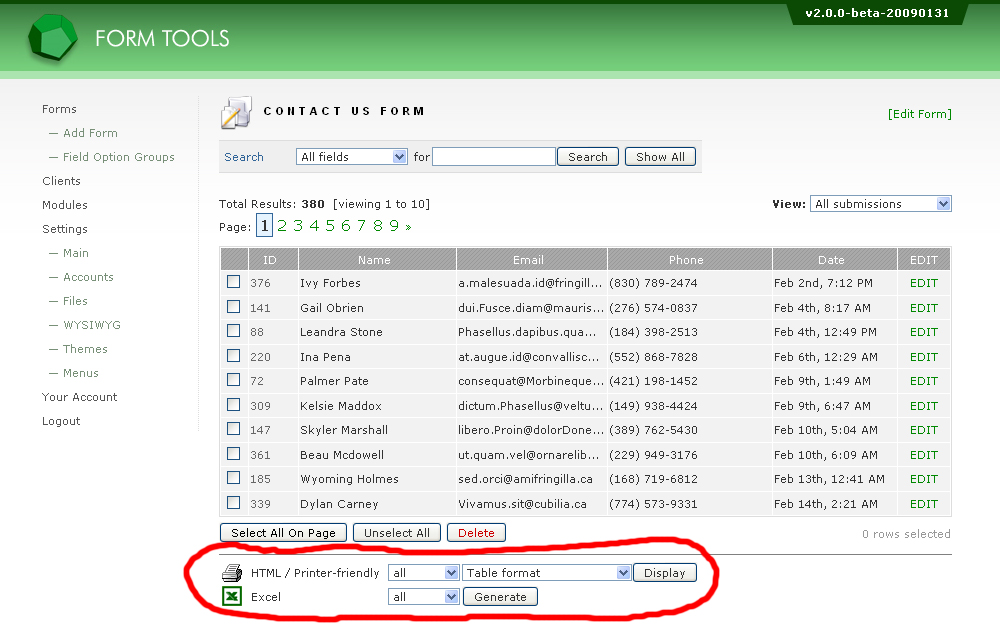 v2.0.0-beta-20090131
FORM TOOLS
Forms
— Add Form
— Field Option Groups
Clients
Modules
Settings
— Main
— Accounts
— Files
— WYSIWYG
— Themes
— Menus
Your Account
Logout
CONTACT US FORM
[Edit Form]
Search All fields for Search Show All
Total Results: 380 [viewing 1 to 10]
View: All submissions
Page: 1 2 3 4 5 6 7 8 9 »
ID Name Email Phone Date EDIT
376 Ivy Forbes a.malesuada.id@fringill... (830) 789-2474 Feb 2nd, 7:12 PM EDIT
141 Gail Obrien dui.Fusce.diam@mauris... (276) 574-0837 Feb 4th, 8:17 AM EDIT
88 Leandra Stone Phasellus.dapibus.qua... (184) 398-2513 Feb 4th, 12:49 PM EDIT
220 Ina Pena at.augue.id@convallisc... (552) 868-7828 Feb 6th, 12:29 AM EDIT
72 Palmer Pate consequat@Morbineque... (421) 198-1452 Feb 9th, 1:49 AM EDIT
309 Kelsie Maddox dictum.Phasellus@veltu... (149) 938-4424 Feb 9th, 6:47 AM EDIT
147 Skyler Marshall libero.Proin@dolorDone... (389) 762-5430 Feb 10th, 5:04 AM EDIT
361 Beau Mcdowell ut.quam.vel@ornarelib... (229) 949-3176 Feb 10th, 6:09 AM EDIT
185 Wyoming Holmes sed.orci@amifringilla.ca (168) 719-6812 Feb 13th, 12:41 AM EDIT
339 Dylan Carney Vivamus.sit@cubilia.ca (774) 573-9331 Feb 14th, 2:21 AM EDIT
Select All On Page Unselect All Delete 0 rows selected
HTML / Printer-friendly all Table format Display
Excel all Generate